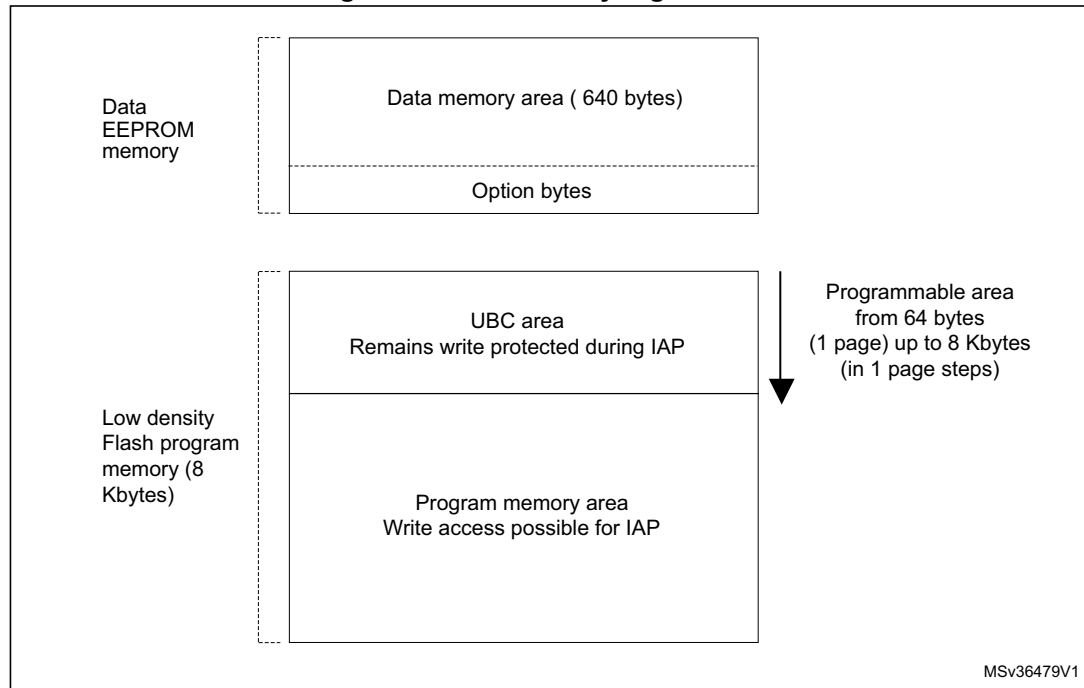 Data memory area ( 640 bytes)
Data
EEPROM
memory
Option bytes
UBC area
Remains write protected during IAP
Programmable area
from 64 bytes
(1 page) up to 8 Kbytes
(in 1 page steps)
Low density
Flash program
memory (8
Kbytes)
Program memory area
Write access possible for IAP
MSv36479V1